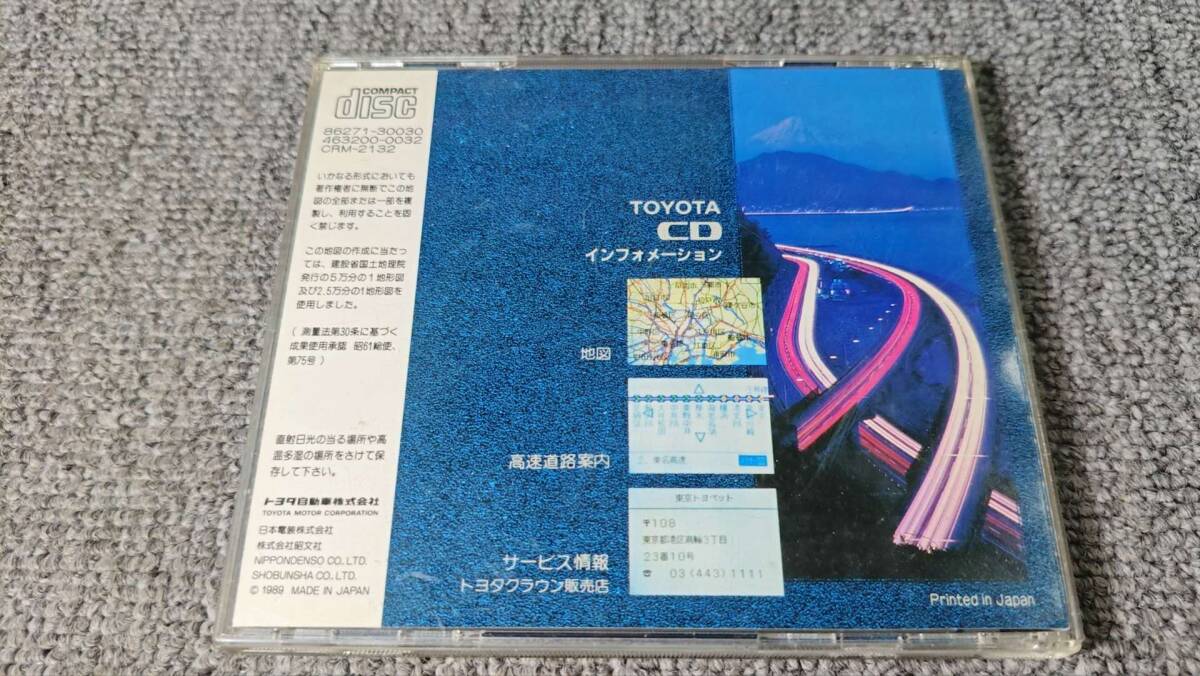 COMPACT
disc
86271-30030
463200-0032
CRM-2132
いかなる形式においても
著作権者に無断でこの地
図の全部または一部を複
製し、利用することを固
く禁じます。
この地図の作成に当たっ
ては、建設省国土地理院
発行の5万分の1地形図
及び2.5万分の1地形図を
使用しました。
(測量法第30条に基づく
成果使用承認 昭61総使、
第75号)
直射日光の当る場所や高
温多湿の場所をさけて保
存して下さい。
トヨタ自動車株式会社
TOYOTA MOTOR CORPORATION
日本電装株式会社
株式会社昭文社
NIPPONDENSO CO., LTD.
SHOBUNSHA CO., LTD.
©1989 MADE IN JAPAN
TOYOTA
CD
インフォメーション
地図
高速道路案内
東名高速
サービス情報
トヨタクラウン販売店
東京トヨペット
〒108
東京都港区高輪3丁目
23番10号
☎ 03(443)1111
Printed in Japan